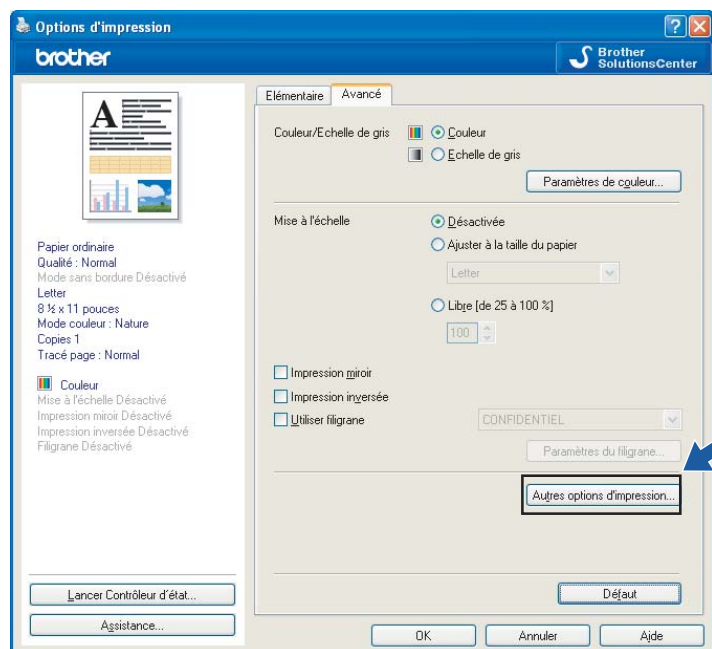 Options d'impression
brother
Brother
SolutionsCenter
Elémentaire
Avancé
A
Papier ordinaire
Qualité : Normal
Mode sans bordure Désactivé
Letter
8 ½ x 11 pouces
Mode couleur : Nature
Copies 1
Tracé page : Normal
Couleur
Mise à l'échelle Désactivé
Impression miroir Désactivé
Impression inversée Désactivé
Filigrane Désactivé
Lancer Contrôleur d´état...
Assistance...
Couleur/Echelle de gris
Couleur
Echelle de gris
Paramètres de couleur...
Mise à l'échelle
Désactivée
Ajuster à la taille du papier
Letter
Libre [de 25 à 100 %]
100
Impression miroir
Impression inversée
Utiliser filigrane
CONFIDENTIEL
Paramètres du filigrane...
Autres options d'impression...
Défaut
OK
Annuler
Aide